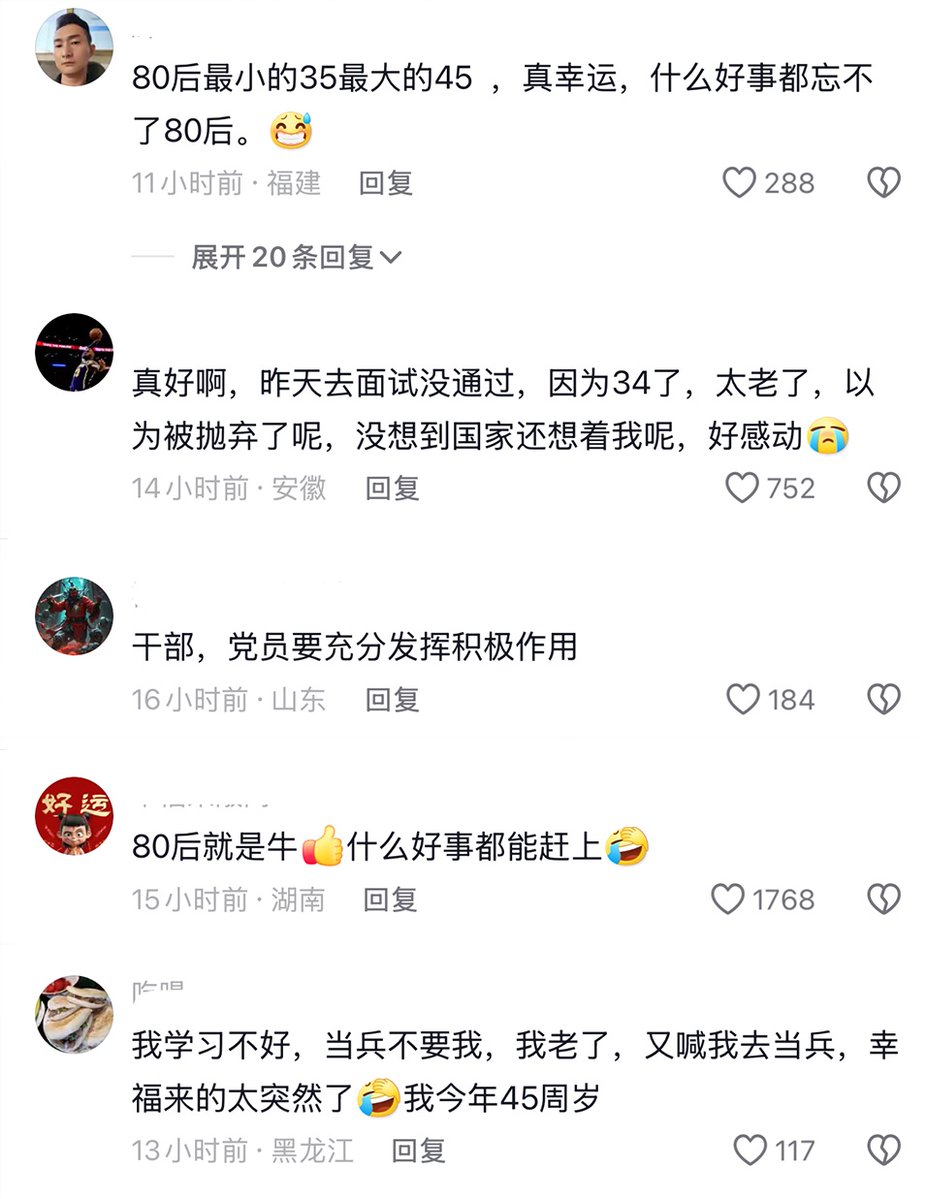 80后最小的35最大的45 ，真幸运，什么好事都忘不
了80后。😅
11小时前 · 福建 回复 288
展开20条回复
真好啊，昨天去面试没通过，因为34了，太老了，以
为被抛弃了呢，没想到国家还想着我呢，好感动😭
14小时前 · 安徽 回复 752
干部，党员要充分发挥积极作用
16小时前 · 山东 回复 184
好运
80后就是牛👍什么好事都能赶上🤣
15小时前 · 湖南 回复 1768
我学习不好，当兵不要我，我老了，又喊我去当兵，幸
福来的太突然了🤣我今年45周岁
13小时前 · 黑龙江 回复 117